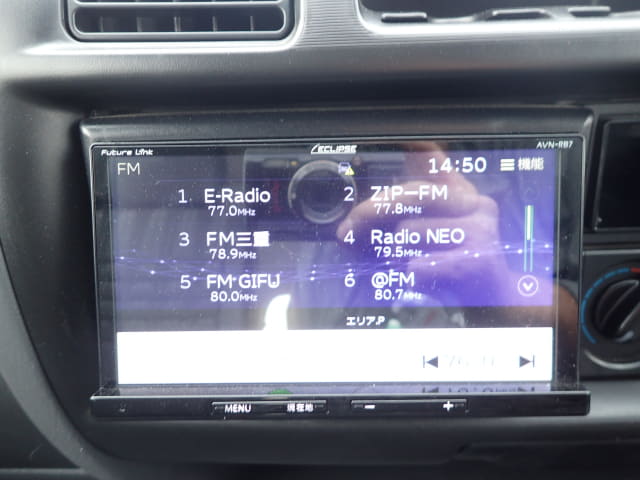 Future Link ECLIPSE AVN-R87
FM 14:50 機能
1 E-Radio 2 ZIP-FM
77.0MHz 77.8MHz
3 FM三重 4 Radio NEO
78.9MHz 79.5MHz
5 FM GIFU 6 @FM
80.0MHz 80.7MHz
エリア.P
MENU 現在地 - +